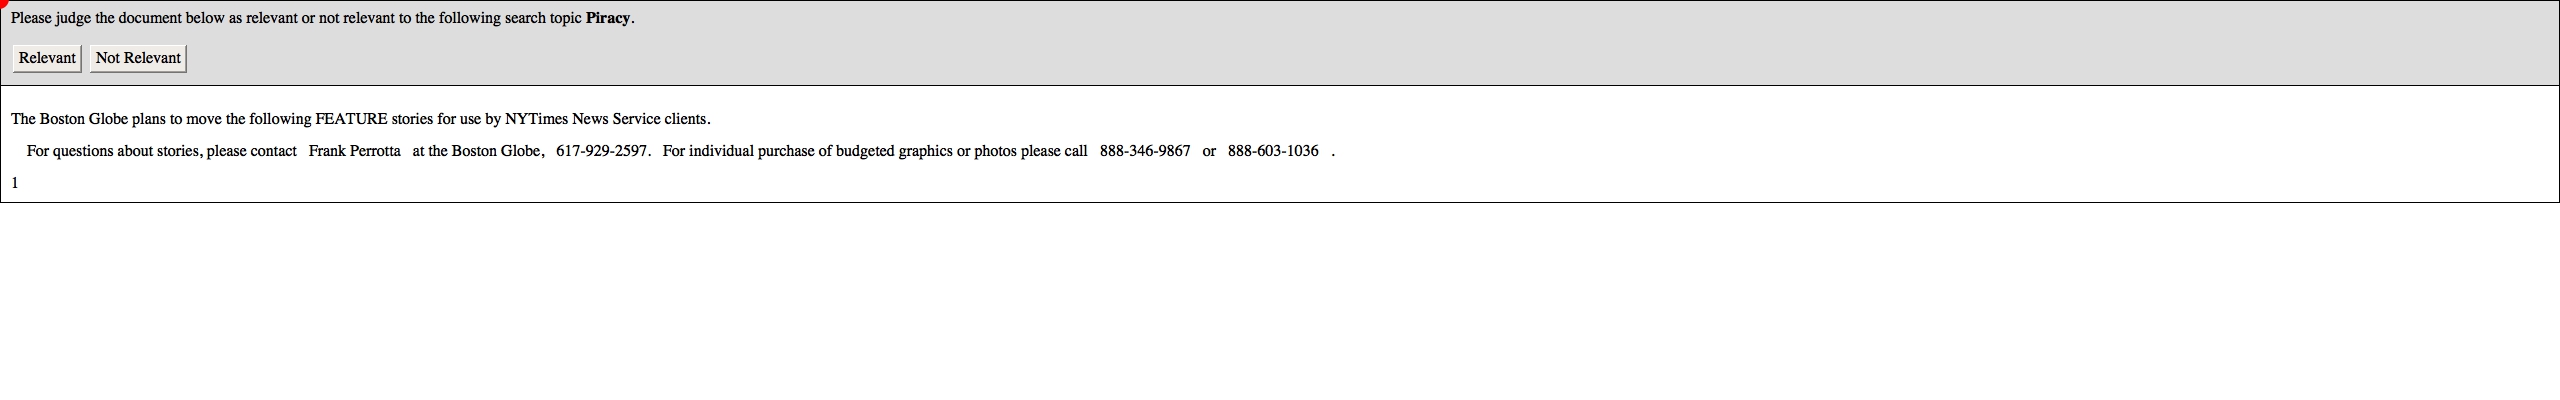 Please judge the document below as relevant or not relevant to the following search topic Piracy.
Relevant Not Relevant
The Boston Globe plans to move the following FEATURE stories for use by NYTimes News Service clients.
For questions about stories, please contact Frank Perrotta at the Boston Globe, 617-929-2597. For individual purchase of budgeted graphics or photos please call 888-346-9867 or 888-603-1036 .
1